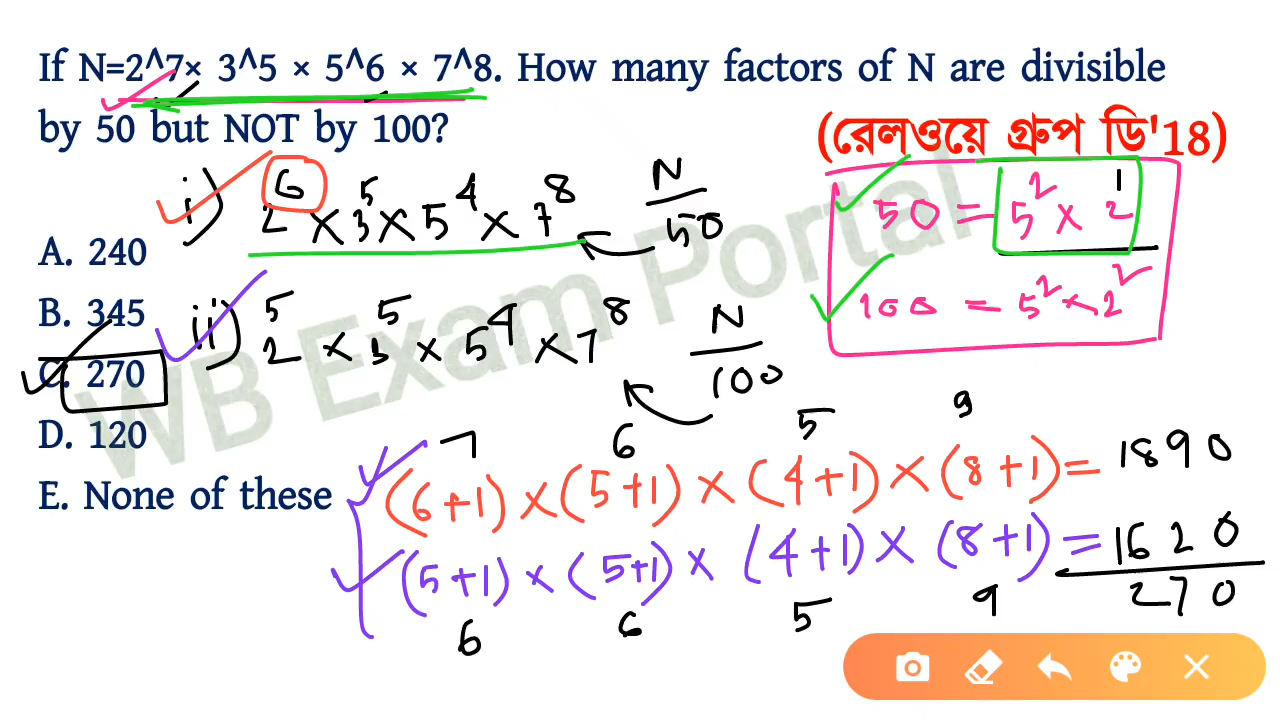 If N=2^7× 3^5 × 5^6 × 7^8. How many factors of N are divisible
by 50 but NOT by 100?
(রেলওয়ে গ্রুপ ডি'18)
i) 2^6 × 3^5 × 5^4 × 7^8
N/50
50 = 5^2 × 2^1
A. 240
100 = 5^2 × 2^2
B. 345
ii) 2^5 × 3^5 × 5^4 × 7^8
N/100
C. 270
D. 120
7 6 5 9
(6+1) × (5+1) × (4+1) × (8+1) = 1890
E. None of these
(5+1) × (5+1) × (4+1) × (8+1) = 1620
6 6 5 9
270
WB Exam Portal